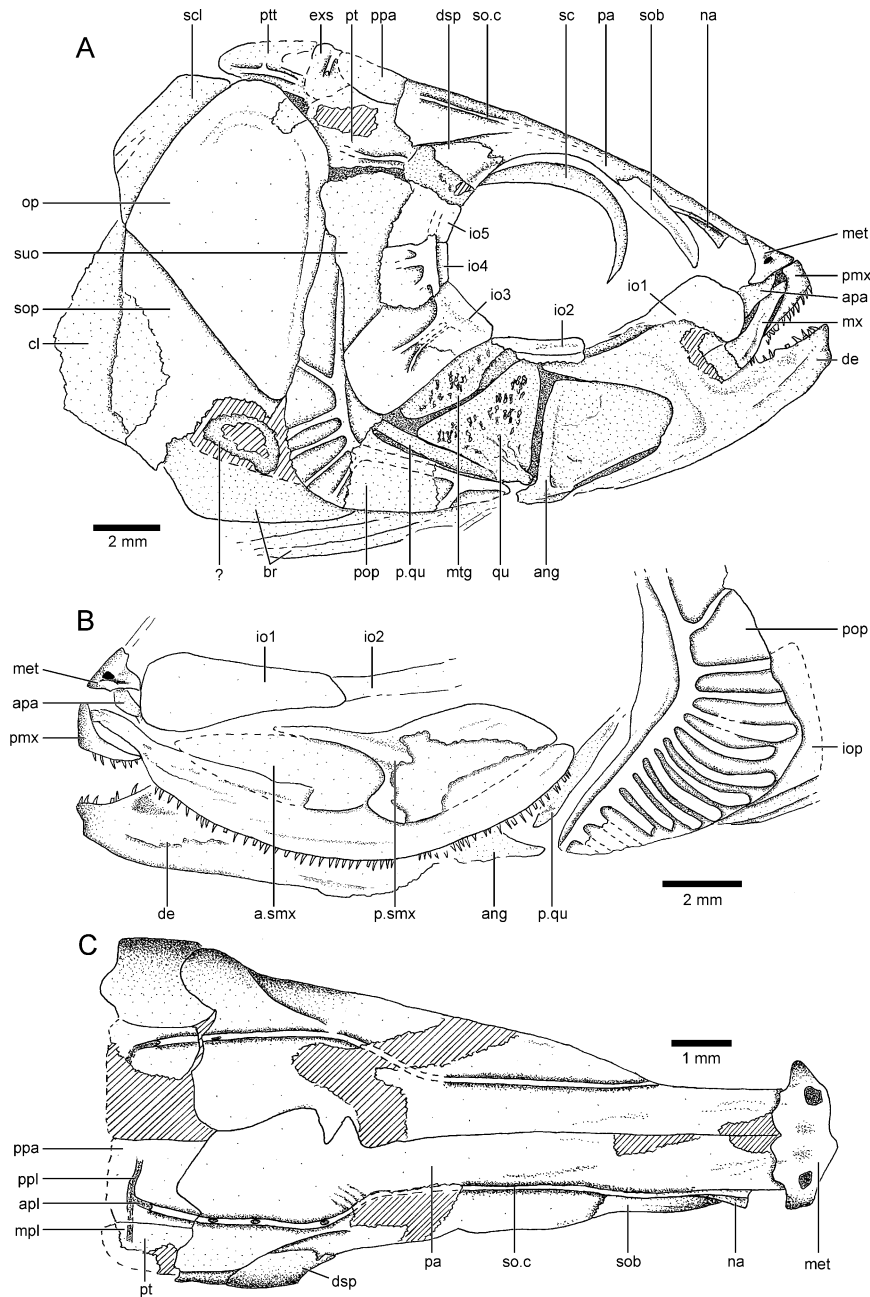 A
scl ptt exs pt ppa dsp so.c sc pa sob na
op
suo
sop
cl
io5
io4
io3
io2
io1
met
pmx
apa
mx
de
2 mm
? br pop p.qu mtg qu ang
B
io1 io2
met
apa
pmx
pop
iop
de a.smx p.smx ang p.qu
2 mm
C
1 mm
ppa
ppl
apl
mpl
pt dsp pa so.c sob na met